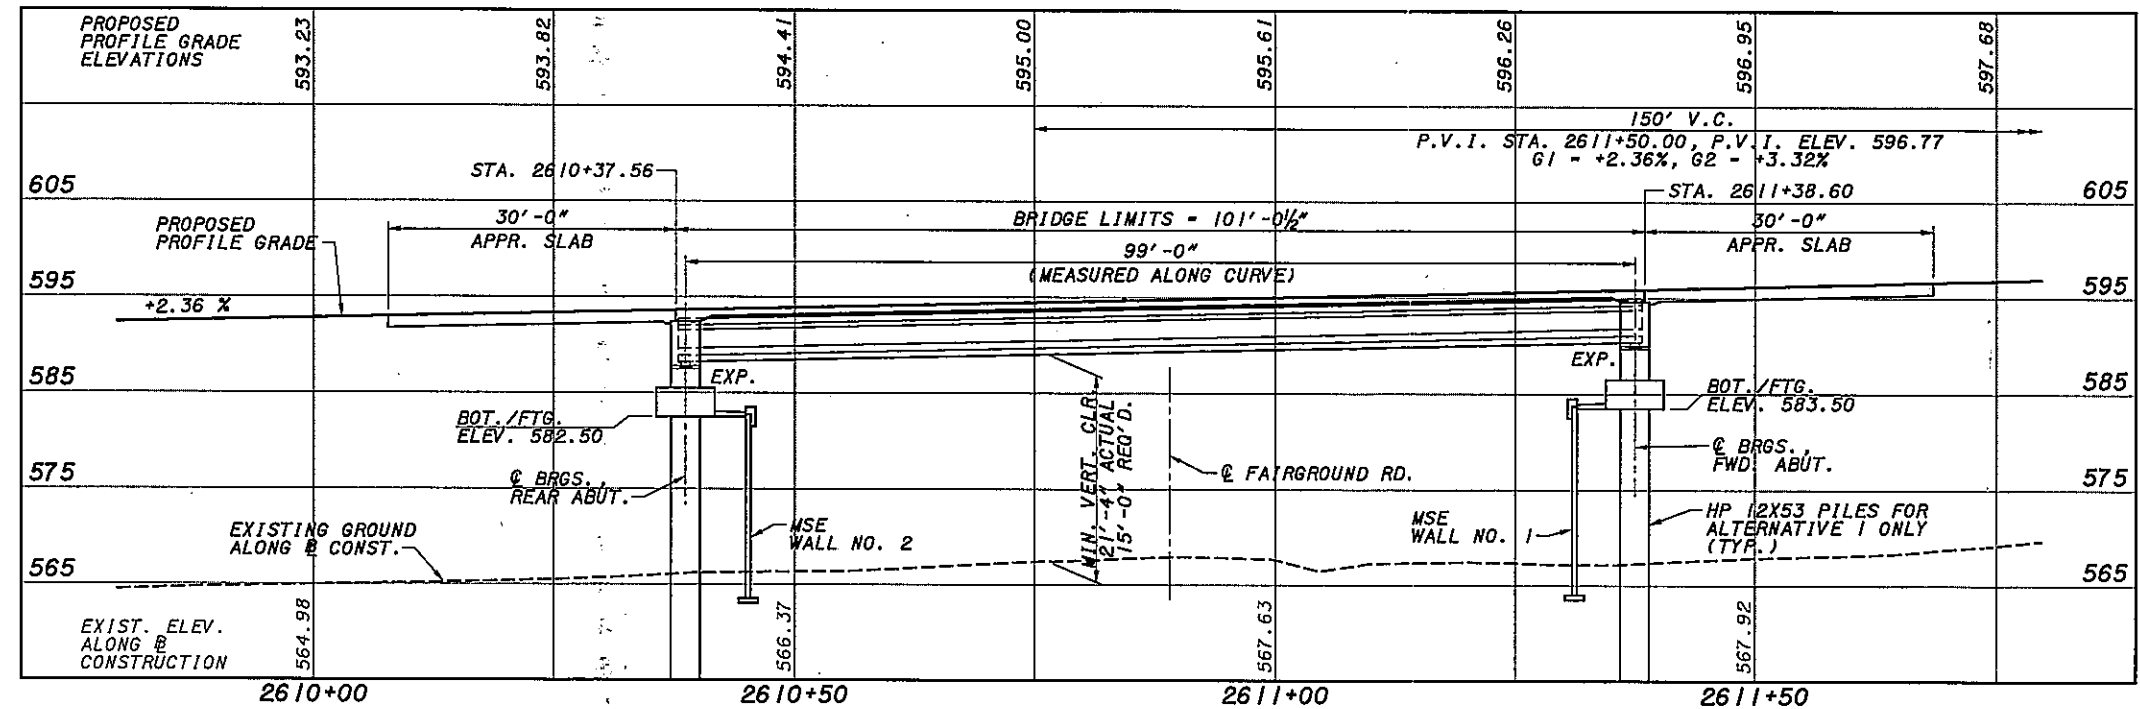 PROPOSED
PROFILE GRADE
ELEVATIONS
593.23
593.82
594.41
595.00
595.61
596.26
596.95
597.68
150' V.C.
P.V.I. STA. 2611+50.00, P.V.I. ELEV. 596.77
G1 = +2.36%, G2 = +3.32%
STA. 2610+37.56
STA. 2611+38.60
605
605
30'-0"
APPR. SLAB
BRIDGE LIMITS = 101'-0½"
30'-0"
APPR. SLAB
PROPOSED
PROFILE GRADE
99'-0"
(MEASURED ALONG CURVE)
595
595
+2.36 %
EXP.
EXP.
585
585
BOT./FTG.
ELEV. 582.50
BOT./FTG.
ELEV. 583.50
MIN. VERT. CLR.
21'-4" ACTUAL
15'-0" REQ'D.
℄ BRGS.,
REAR ABUT.
℄ FAIRGROUND RD.
℄ BRGS.,
FWD. ABUT.
575
575
EXISTING GROUND
ALONG B CONST.
MSE
WALL NO. 2
MSE
WALL NO. 1
HP 12X53 PILES FOR
ALTERNATIVE 1 ONLY
(TYP.)
565
565
EXIST. ELEV.
ALONG B
CONSTRUCTION
564.98
566.37
567.63
567.92
2610+00
2610+50
2611+00
2611+50